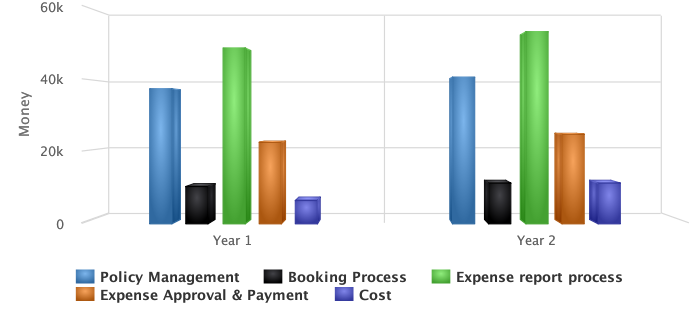 60k
40k
20k
0
Money
Year 1 Year 2
Policy Management Booking Process Expense report process
Expense Approval & Payment Cost